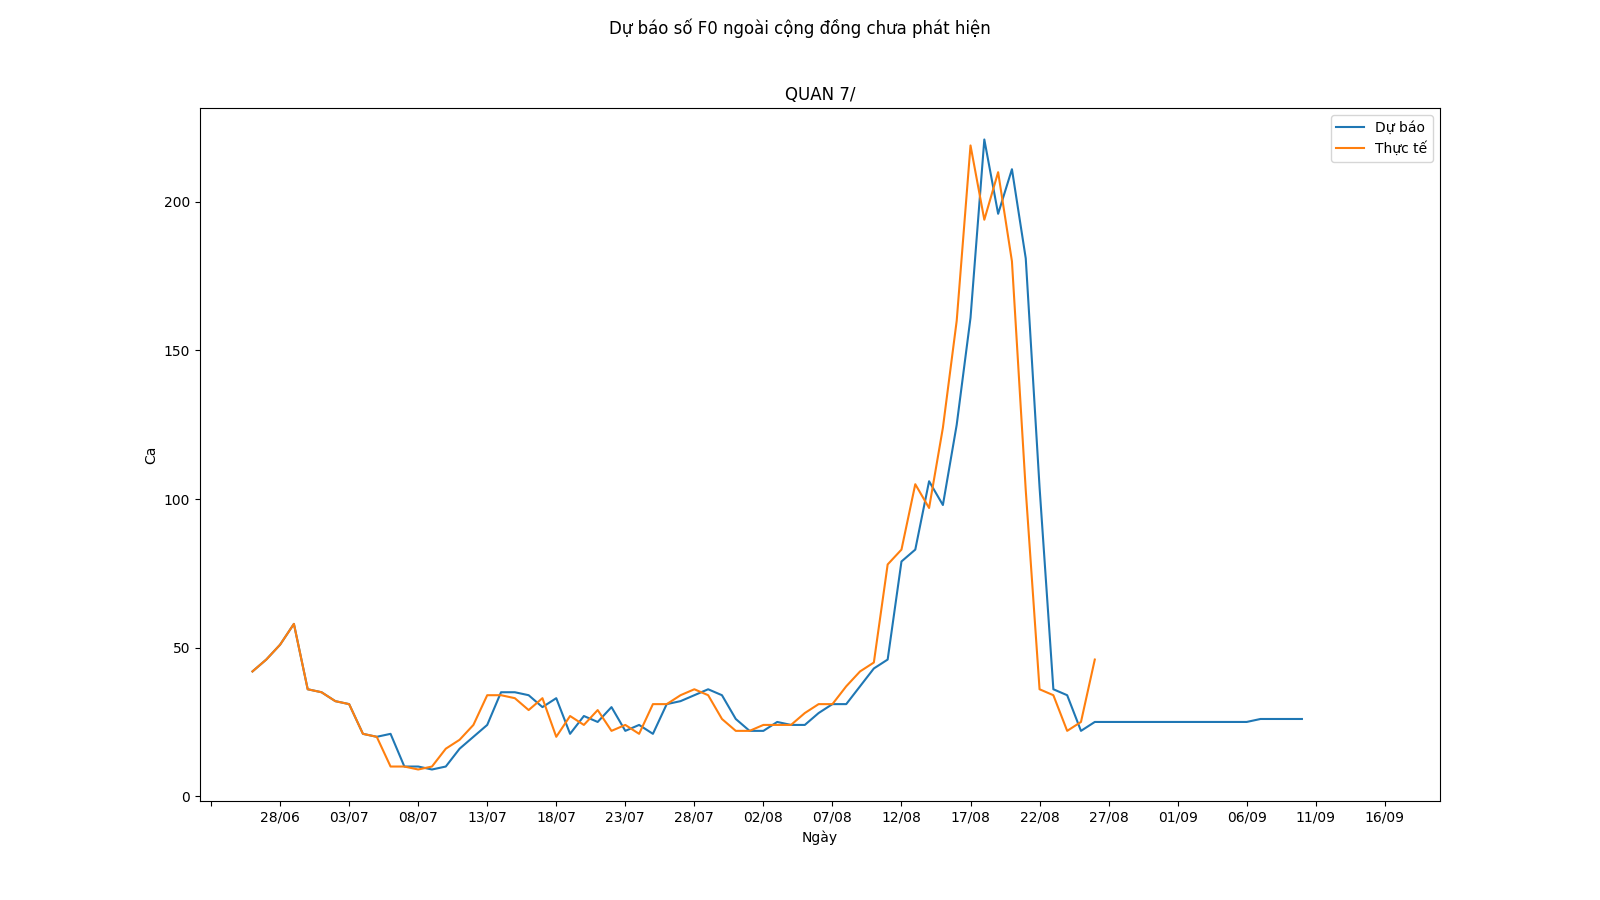 Dự báo số F0 ngoài cộng đồng chưa phát hiện
QUAN 7/
Dự báo
Thực tế
200
150
100
50
0
Ca
28/06 03/07 08/07 13/07 18/07 23/07 28/07 02/08 07/08 12/08 17/08 22/08 27/08 01/09 06/09 11/09 16/09
Ngày